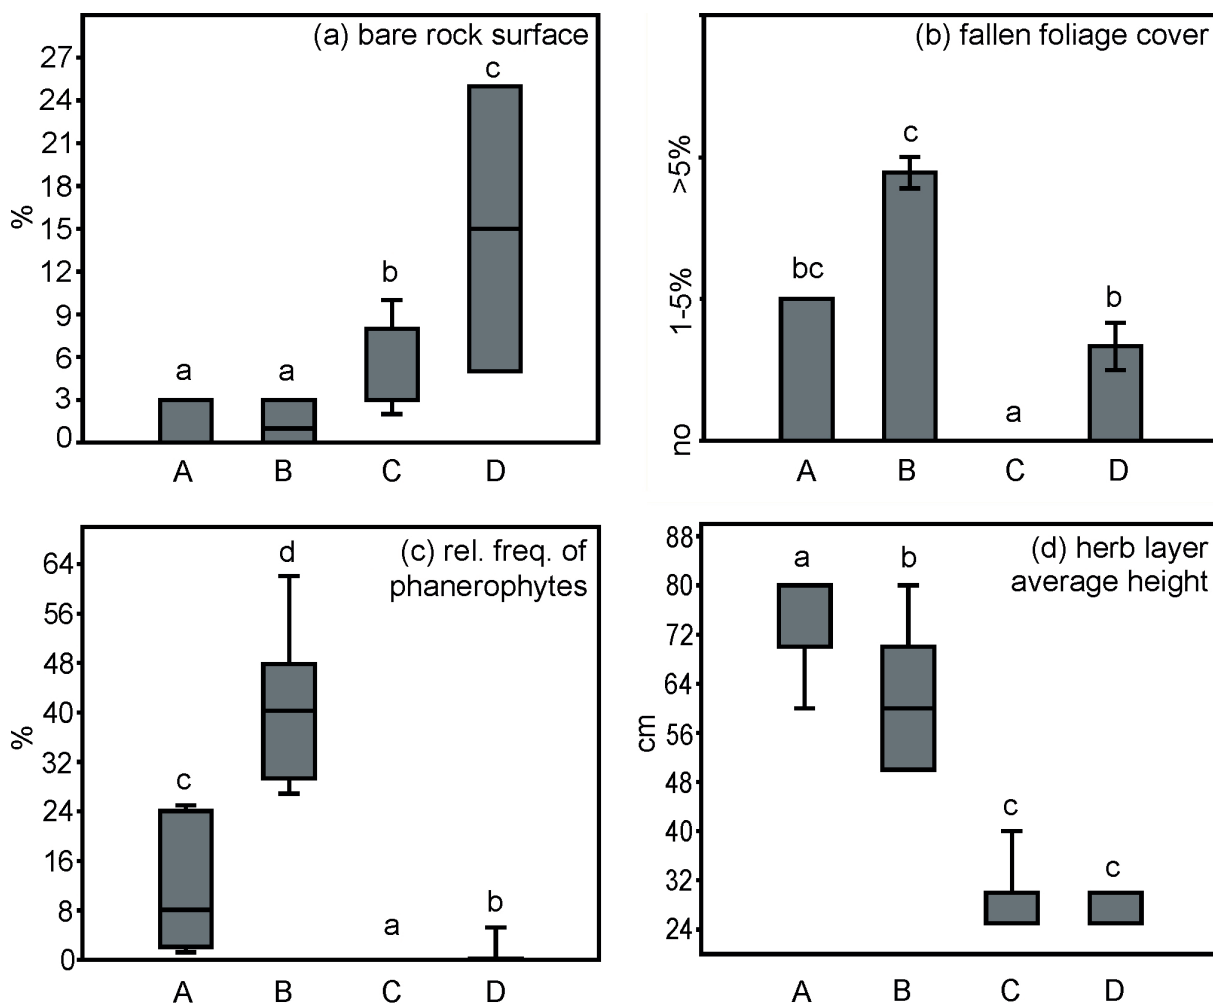 (a) bare rock surface
27
24
21
18
15
12
9
6
3
0
%
a
a
b
c
A
B
C
D
(b) fallen foliage cover
>5%
1-5%
no
bc
c
a
b
A
B
C
D
(c) rel. freq. of
phanerophytes
64
56
48
40
32
24
16
8
0
%
c
d
a
b
A
B
C
D
(d) herb layer
average height
88
80
72
64
56
48
40
32
24
cm
a
b
c
c
A
B
C
D